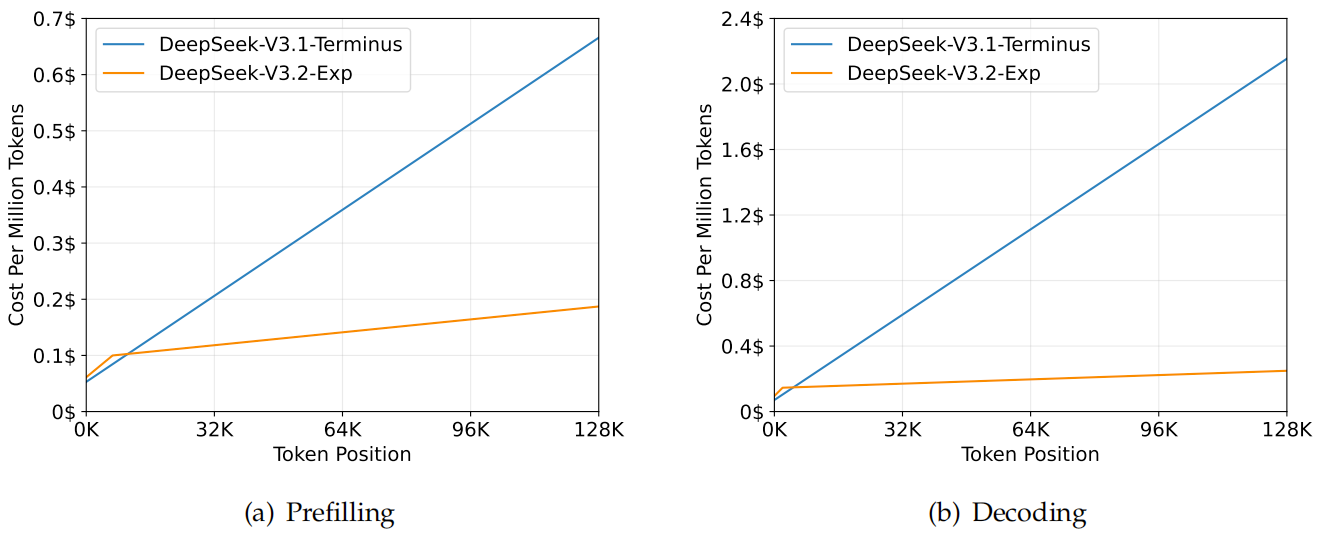 0.7$
0.6$
0.5$
0.4$
0.3$
0.2$
0.1$
0$
Cost Per Million Tokens
DeepSeek-V3.1-Terminus
DeepSeek-V3.2-Exp
0K 32K 64K 96K 128K
Token Position
(a) Prefilling
2.4$
2.0$
1.6$
1.2$
0.8$
0.4$
0$
Cost Per Million Tokens
DeepSeek-V3.1-Terminus
DeepSeek-V3.2-Exp
0K 32K 64K 96K 128K
Token Position
(b) Decoding